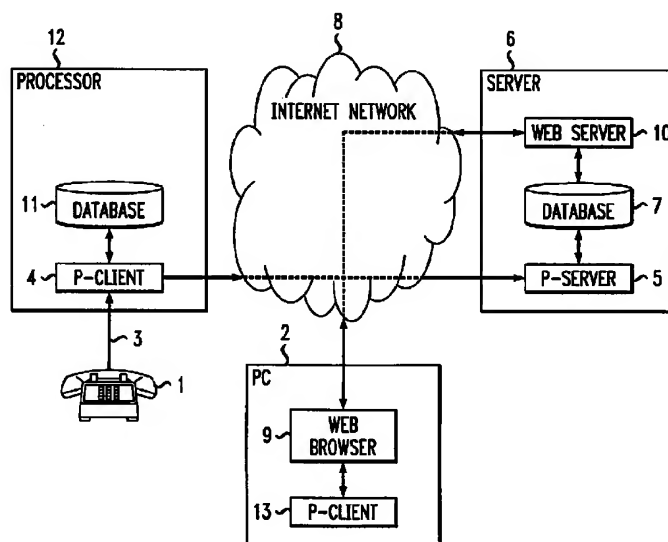 12
PROCESSOR
8
INTERNET NETWORK
6
SERVER
WEB SERVER
10
11
DATABASE
DATABASE
7
4
P-CLIENT
P-SERVER
5
3
1
2
PC
9
WEB
BROWSER
13
P-CLIENT